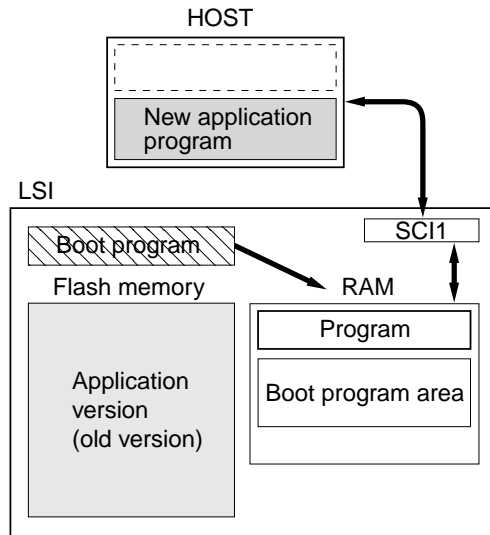 HOST
New application
program
LSI
SCI1
Boot program
Flash memory
RAM
Program
Application
version
(old version)
Boot program area